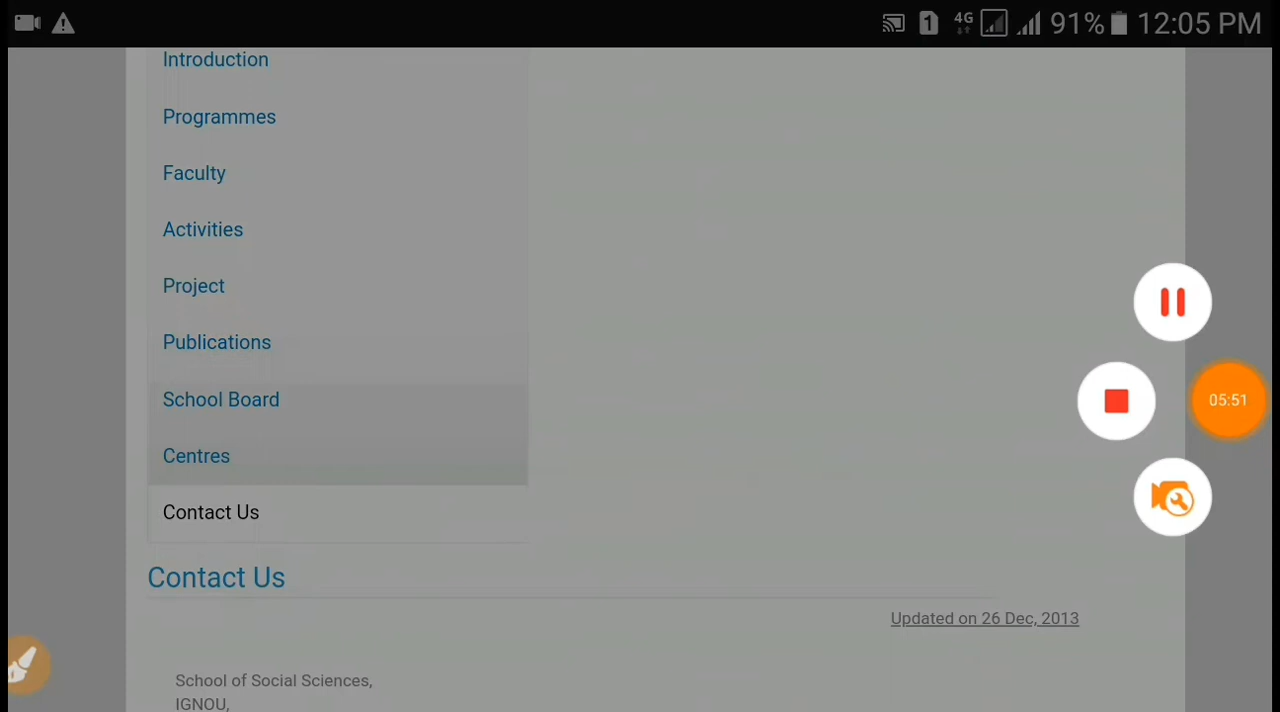 1 4G 91% 12:05 PM
Introduction
Programmes
Faculty
Activities
Project
Publications
School Board
05:51
Centres
Contact Us
Contact Us
Updated on 26 Dec, 2013
School of Social Sciences,
IGNOU,